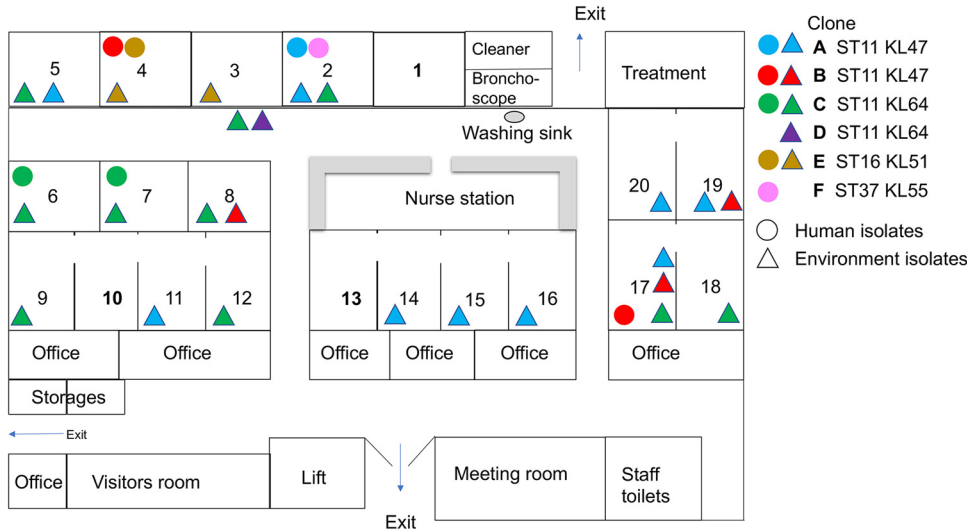 Exit
Clone
A ST11 KL47
B ST11 KL47
C ST11 KL64
D ST11 KL64
E ST16 KL51
F ST37 KL55
Human isolates
Environment isolates
5
4
3
2
1
Cleaner
Broncho-
scope
Treatment
Washing sink
6
7
8
Nurse station
20
19
9
10
11
12
13
14
15
16
17
18
Office
Office
Office
Office
Office
Office
Storages
Exit
Office
Visitors room
Lift
Exit
Meeting room
Staff
toilets